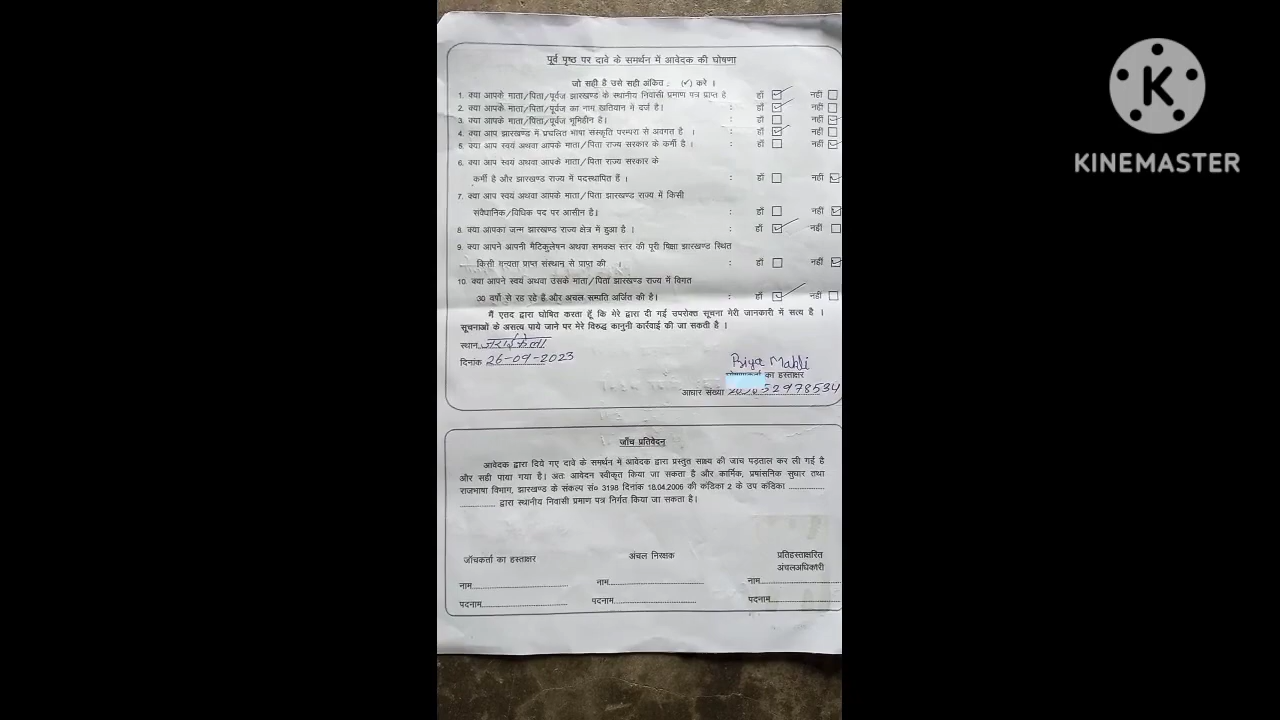 पूर्व पृष्ठ पर दावे के समर्थन में आवेदक की घोषणा
जो सही है उसे सही अंकित : (✓) करे ।
1. क्या आपके माता/पिता/पूर्वज झारखण्ड के स्थानीय निवासी प्रमाण पत्र प्राप्त है हाँ नहीं
2. क्या आपके माता/पिता/पूर्वज का नाम खतियान में दर्ज है। : हाँ नहीं
3. क्या आपके माता/पिता/पूर्वज भूमिहीन है। : हाँ नहीं
4. क्या आप झारखण्ड में प्रचलित भाषा संस्कृति परम्परा से अवगत है । : हाँ नहीं
5. क्या आप स्वयं अथवा आपके माता/पिता राज्य सरकार के कर्मी है । : हाँ नहीं
6. क्या आप स्वयं अथवा आपके माता/पिता राज्य सरकार के
कर्मी है और झारखण्ड राज्य में पदस्थापित हैं । : हाँ नहीं
7. क्या आप स्वयं अथवा आपके माता/पिता झारखण्ड राज्य में किसी
संवैधानिक/विधिक पद पर आसीन है। : हाँ नहीं
8. क्या आपका जन्म झारखण्ड राज्य क्षेत्र में हुआ है । : हाँ नहीं
9. क्या आपने आपनी मैटिकुलेषन अथवा समकक्ष स्तर की पूरी षिक्षा झारखण्ड स्थित
किसी मन्यता प्राप्त संस्थान से प्राप्त की । : हाँ नहीं
10. क्या आपने स्वयं अथवा उसके माता/पिता झारखण्ड राज्य में विगत
30 वर्षो से रह रहे हैं और अचल सम्पति अर्जित की है। : हाँ नहीं
मैं एतद द्वारा घोषित करता हूँ कि मेरे द्वारा दी गई उपरोक्त सूचना मेरी जानकारी में सत्य है ।
सूचनाओं के असत्य पाये जाने पर मेरे विरुद्ध कानुनी कार्रवाई की जा सकती है ।
स्थान जराईकेला
दिनांक 26-09-2023
Riya Mahli
का हस्ताक्षर
आधार संख्या 52978534
जाँच प्रतिवेदन
आवेदक द्वारा दिये गए दावे के समर्थन में आवेदक द्वारा प्रस्तुत साक्ष्य की जाच पड़ताल कर ली गई है
और सही पाया गया है। अतः आवेदन स्वीकृत किया जा सकता है और कार्मिक, प्रषांसनिक सुधार तथा
राजभाषा विभाग, झारखण्ड के संकल्प सं० 3198 दिनांक 18.04.2006 की कंडिका 2 के उप कंडिका
द्वारा स्थानीय निवासी प्रमाण पत्र निर्गत किया जा सकता है।
जाँचकर्ता का हस्ताक्षर अंचल निरक्षक प्रतिहस्ताक्षरित
अंचलअधिकारी
नाम नाम नाम
पदनाम पदनाम पदनाम
K
KINEMASTER